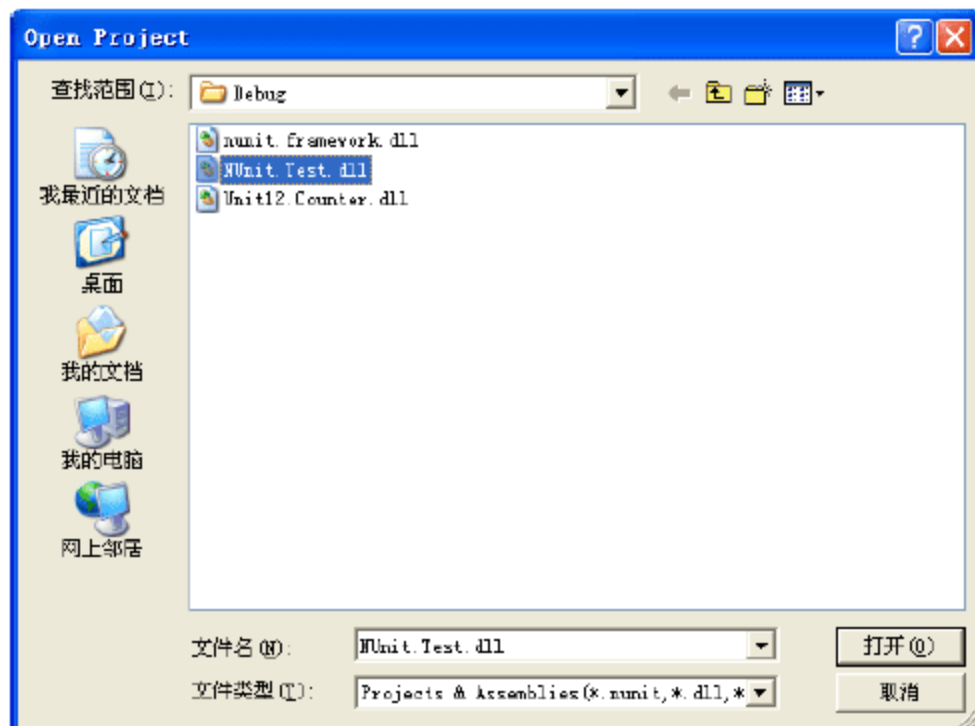 Open Project
查找范围(I):
Debug
nunit.framework.dll
NUnit.Test.dll
Unit12.Counter.dll
我最近的文档
桌面
我的文档
我的电脑
网上邻居
文件名(N):
NUnit.Test.dll
打开(O)
文件类型(T):
Projects & Assemblies(*.nunit,*.dll,*
取消